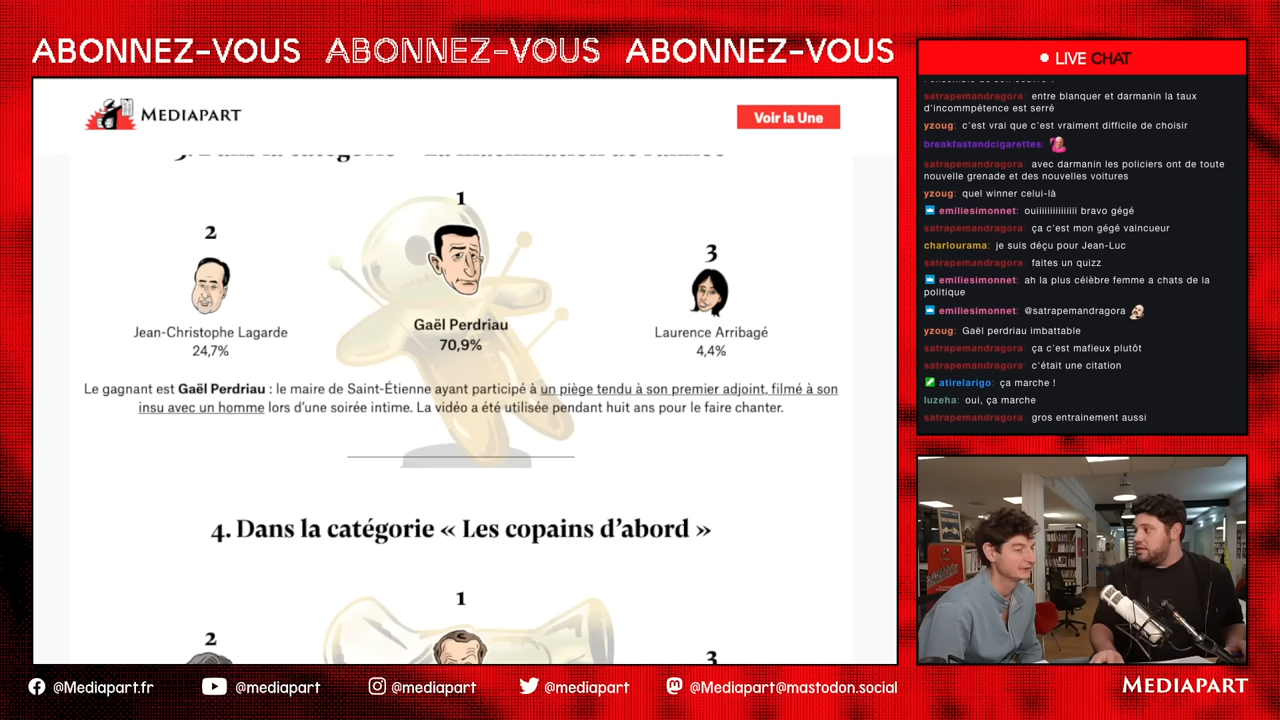 ABONNEZ-VOUS ABONNEZ-VOUS ABONNEZ-VOUS
MEDIAPART
Voir la Une
3. Dans la catégorie « La machination de l'année »
1
2
3
Jean-Christophe Lagarde
24,7%
Gaël Perdriau
70,9%
Laurence Arribagé
4,4%
Le gagnant est Gaël Perdriau : le maire de Saint-Étienne ayant participé à un piège tendu à son premier adjoint, filmé à son
insu avec un homme lors d'une soirée intime. La vidéo a été utilisée pendant huit ans pour le faire chanter.
4. Dans la catégorie « Les copains d'abord »
1
2
3
LIVE CHAT
satrapemandragora: entre blanquer et darmanin la taux
d'incompétence est serré
yzoug: c'est vrai que c'est vraiment difficile de choisir
breakfastandcigarettes:
satrapemandragora: avec darmanin les policiers ont de toute
nouvelle grenade et des nouvelles voitures
yzoug: quel winner celui-là
emiliesimonnet: ouiiiiiiiiiiiiiiii bravo gégé
satrapemandragora: ça c'est mon gégé vaincueur
charlourama: je suis déçu pour Jean-Luc
satrapemandragora: faites un quizz
emiliesimonnet: ah la plus célèbre femme a chats de la
politique
emiliesimonnet: @satrapemandragora
yzoug: Gaël perdriau imbattable
satrapemandragora: ça c'est mafieux plutôt
satrapemandragora: c'était une citation
atirelarigo: ça marche !
luzeha: oui, ça marche
satrapemandragora: gros entrainement aussi
@Mediapart.fr @mediapart @mediapart @mediapart @Mediapart@mastodon.social
MEDIAPART